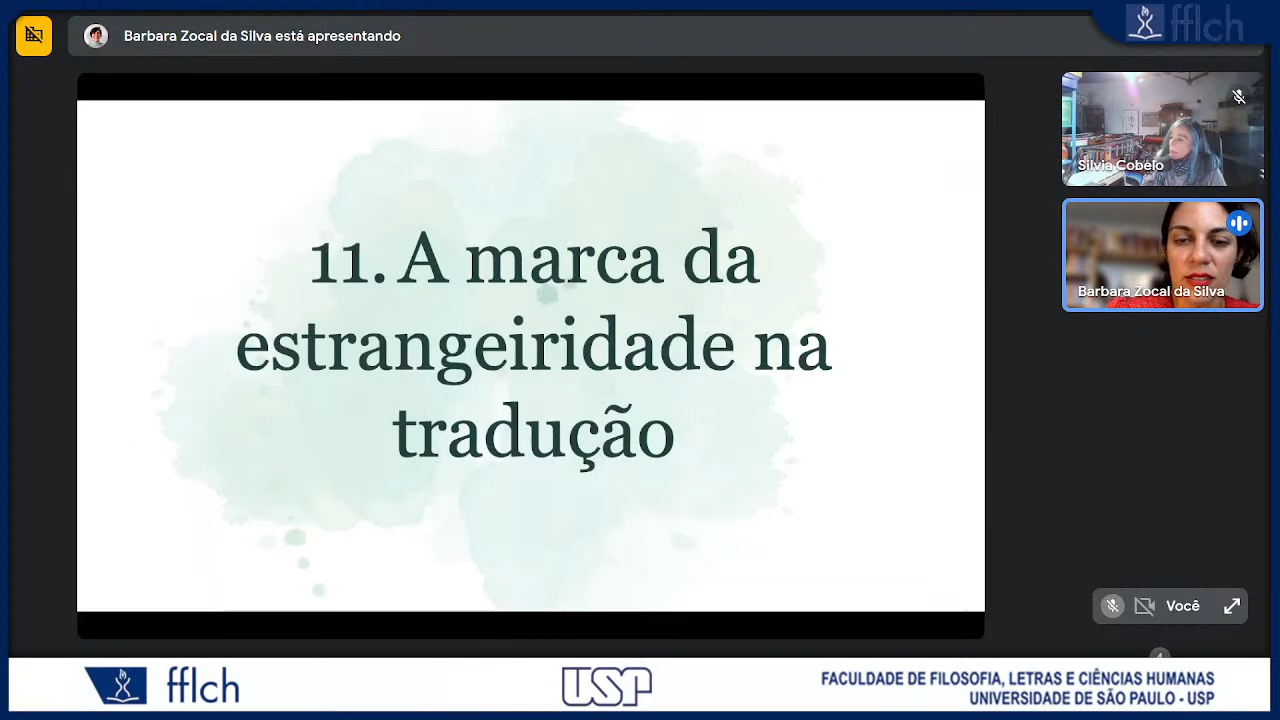 Barbara Zocal da SIlva está apresentando
fflch
11. A marca da
estrangeiridade na
tradução
Silvia Cobelo
Barbara Zocal da Silva
Você
fflch
USP
FACULDADE DE FILOSOFIA, LETRAS E CIÊNCIAS HUMANAS
UNIVERSIDADE DE SÃO PAULO - USP